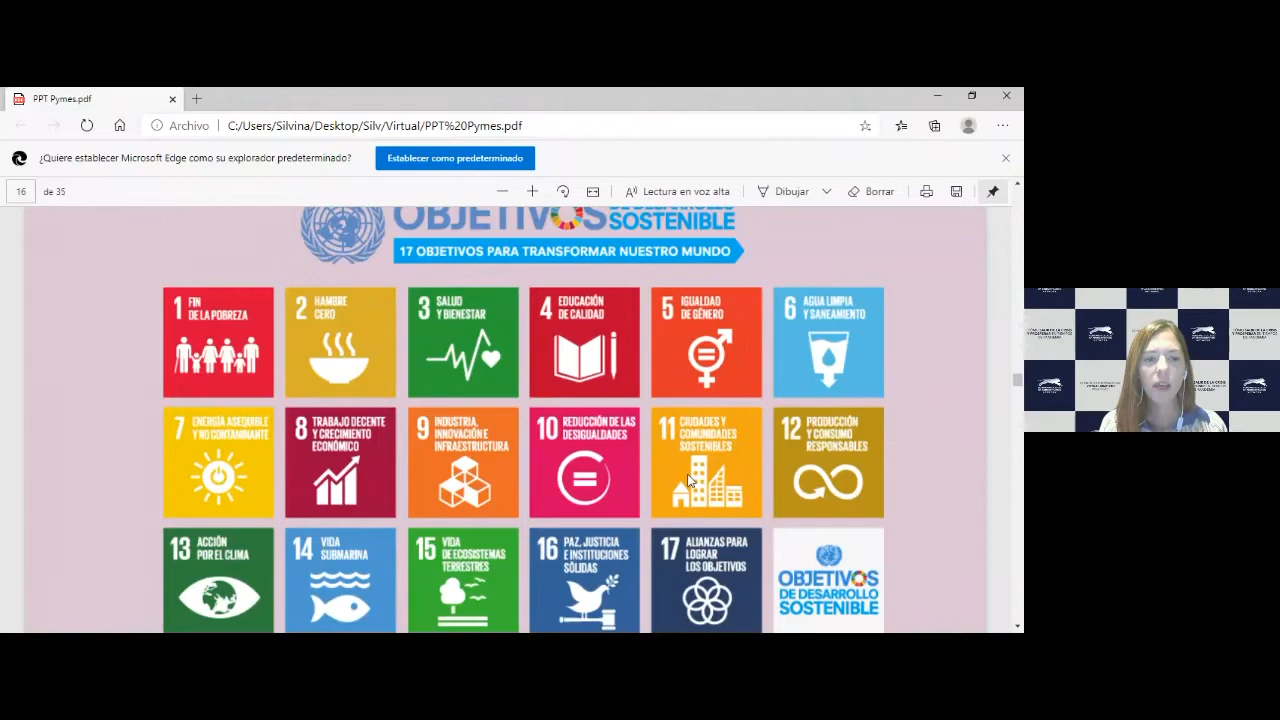 PPT Pymes.pdf
Archivo
C:/Users/Silvina/Desktop/Silv/Virtual/PPT%20Pymes.pdf
¿Quiere establecer Microsoft Edge como su explorador predeterminado?
Establecer como predeterminado
16 de 35
Lectura en voz alta
Dibujar
Borrar
OBJETIVOS
SOSTENIBLE
17 OBJETIVOS PARA TRANSFORMAR NUESTRO MUNDO
1 FIN
DE LA POBREZA
2 HAMBRE
CERO
3 SALUD
Y BIENESTAR
4 EDUCACIÓN
DE CALIDAD
5 IGUALDAD
DE GÉNERO
6 AGUA LIMPIA
Y SANEAMIENTO
7 ENERGÍA ASEQUIBLE
Y NO CONTAMINANTE
8 TRABAJO DECENTE
Y CRECIMIENTO
ECONÓMICO
9 INDUSTRIA,
INNOVACIÓN E
INFRAESTRUCTURA
10 REDUCCIÓN DE LAS
DESIGUALDADES
11 CIUDADES Y
COMUNIDADES
SOSTENIBLES
12 PRODUCCIÓN
Y CONSUMO
RESPONSABLES
13 ACCIÓN
POR EL CLIMA
14 VIDA
SUBMARINA
15 VIDA
DE ECOSISTEMAS
TERRESTRES
16 PAZ, JUSTICIA
E INSTITUCIONES
SÓLIDAS
17 ALIANZAS PARA
LOGRAR
LOS OBJETIVOS
OBJETIVOS
DE DESARROLLO
SOSTENIBLE